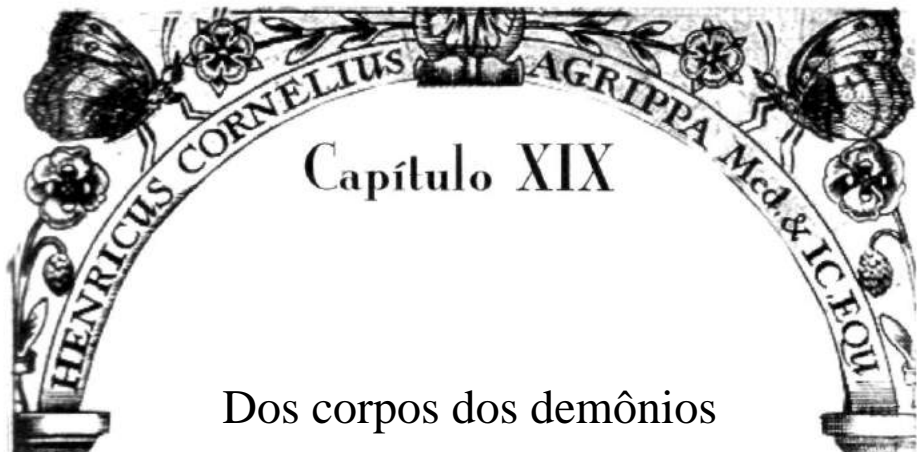 HENRICUS CORNELIUS AGRIPPA Med. & IC. EQU
Capítulo XIX
Dos corpos dos demônios